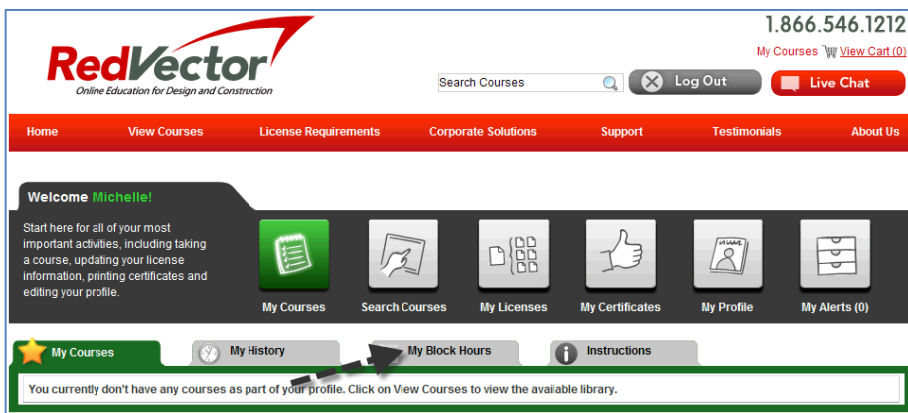 1.866.546.1212
My Courses View Cart (0)
RedVector
Online Education for Design and Construction
Search Courses
Log Out
Live Chat
Home View Courses License Requirements Corporate Solutions Support Testimonials About Us
Welcome Michelle!
Start here for all of your most
important activities, including taking
a course, updating your license
information, printing certificates and
editing your profile.
My Courses Search Courses My Licenses My Certificates My Profile My Alerts (0)
My Courses My History My Block Hours Instructions
You currently don't have any courses as part of your profile. Click on View Courses to view the available library.